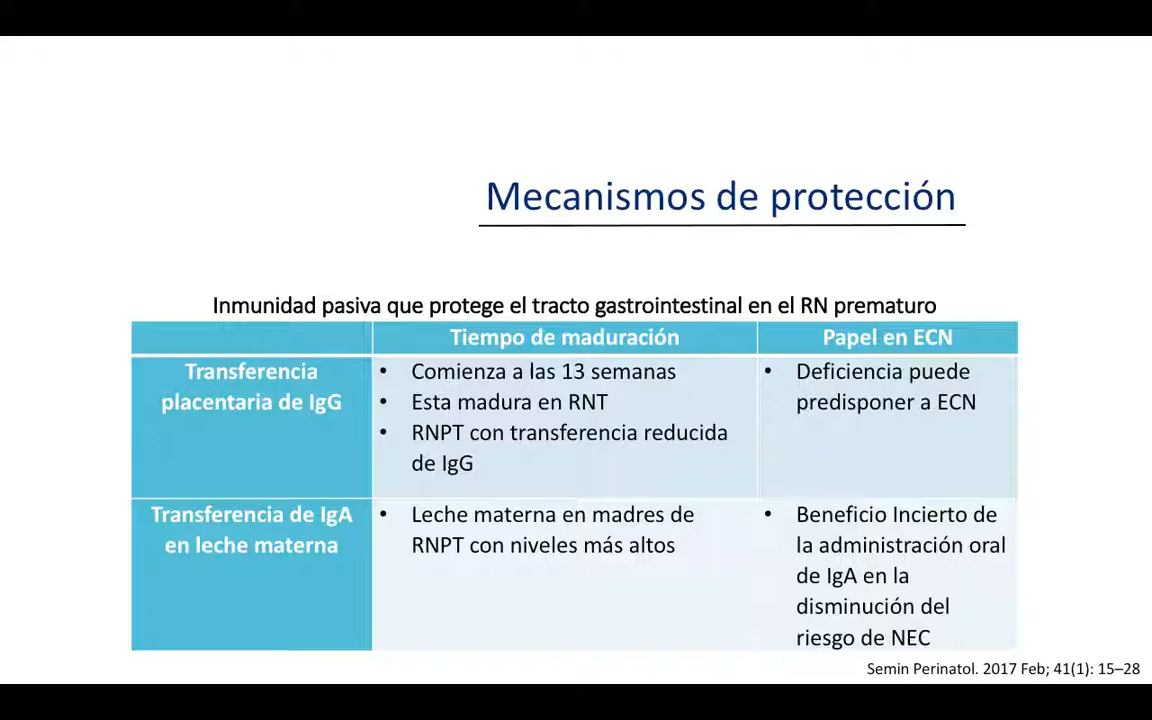 Mecanismos de protección
Inmunidad pasiva que protege el tracto gastrointestinal en el RN prematuro
Tiempo de maduración
Papel en ECN
Transferencia
placentaria de IgG
• Comienza a las 13 semanas
• Esta madura en RNT
• RNPT con transferencia reducida
de IgG
• Deficiencia puede
predisponer a ECN
Transferencia de IgA
en leche materna
• Leche materna en madres de
RNPT con niveles más altos
• Beneficio Incierto de
la administración oral
de IgA en la
disminución del
riesgo de NEC
Semin Perinatol. 2017 Feb; 41(1): 15–28